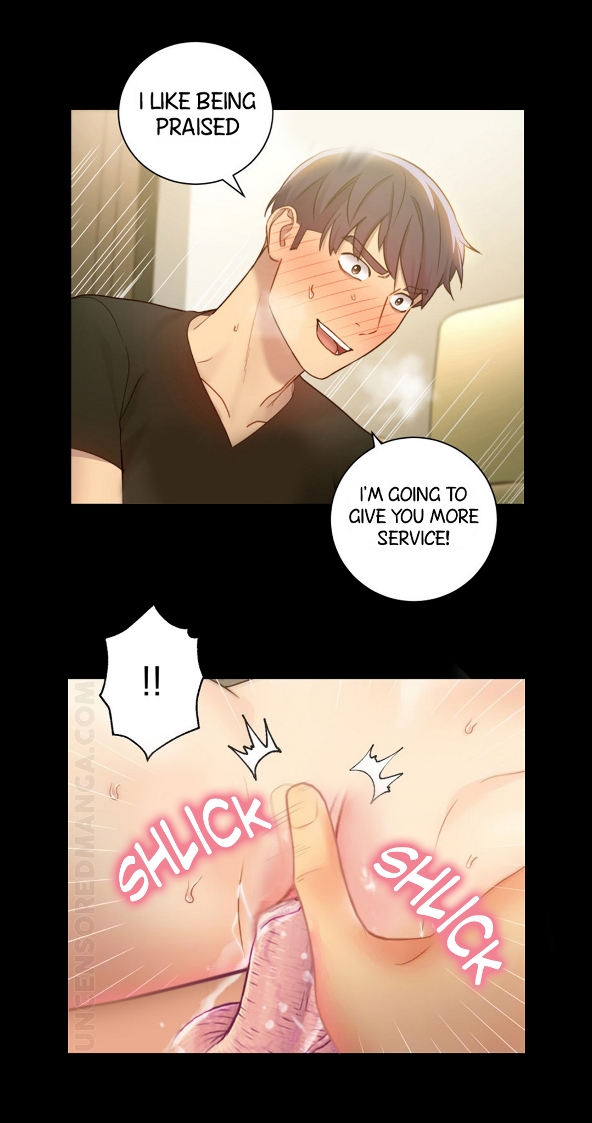 I LIKE BEING
PRAISED
I'M GOING TO
GIVE YOU MORE
SERVICE!
!!
SHLICK
SHLICK
UNCENSOREDMANGA.COM